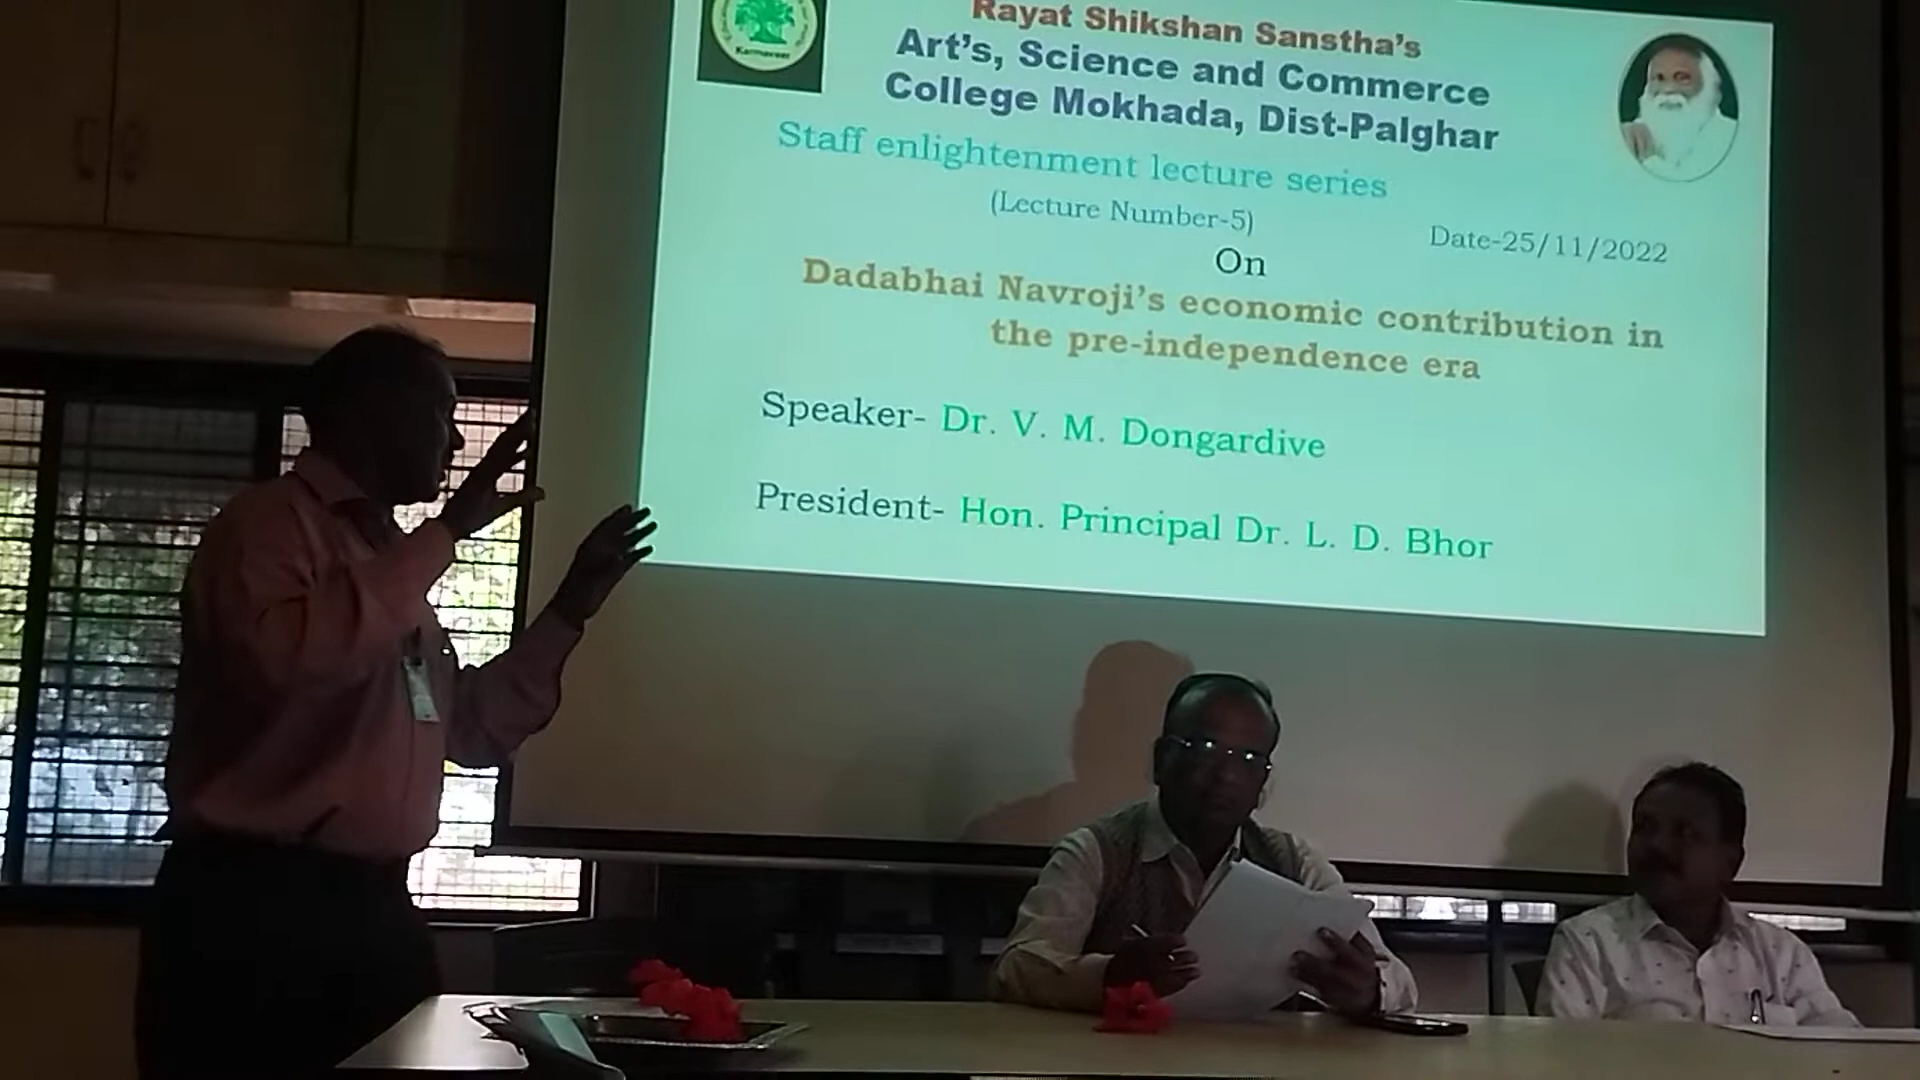 Karmaveer
Rayat Shikshan Sanstha's
Art's, Science and Commerce
College Mokhada, Dist-Palghar
Staff enlightenment lecture series
(Lecture Number-5)
Date-25/11/2022
On
Dadabhai Navroji's economic contribution in
the pre-independence era
Speaker- Dr. V. M. Dongardive
President- Hon. Principal Dr. L. D. Bhor